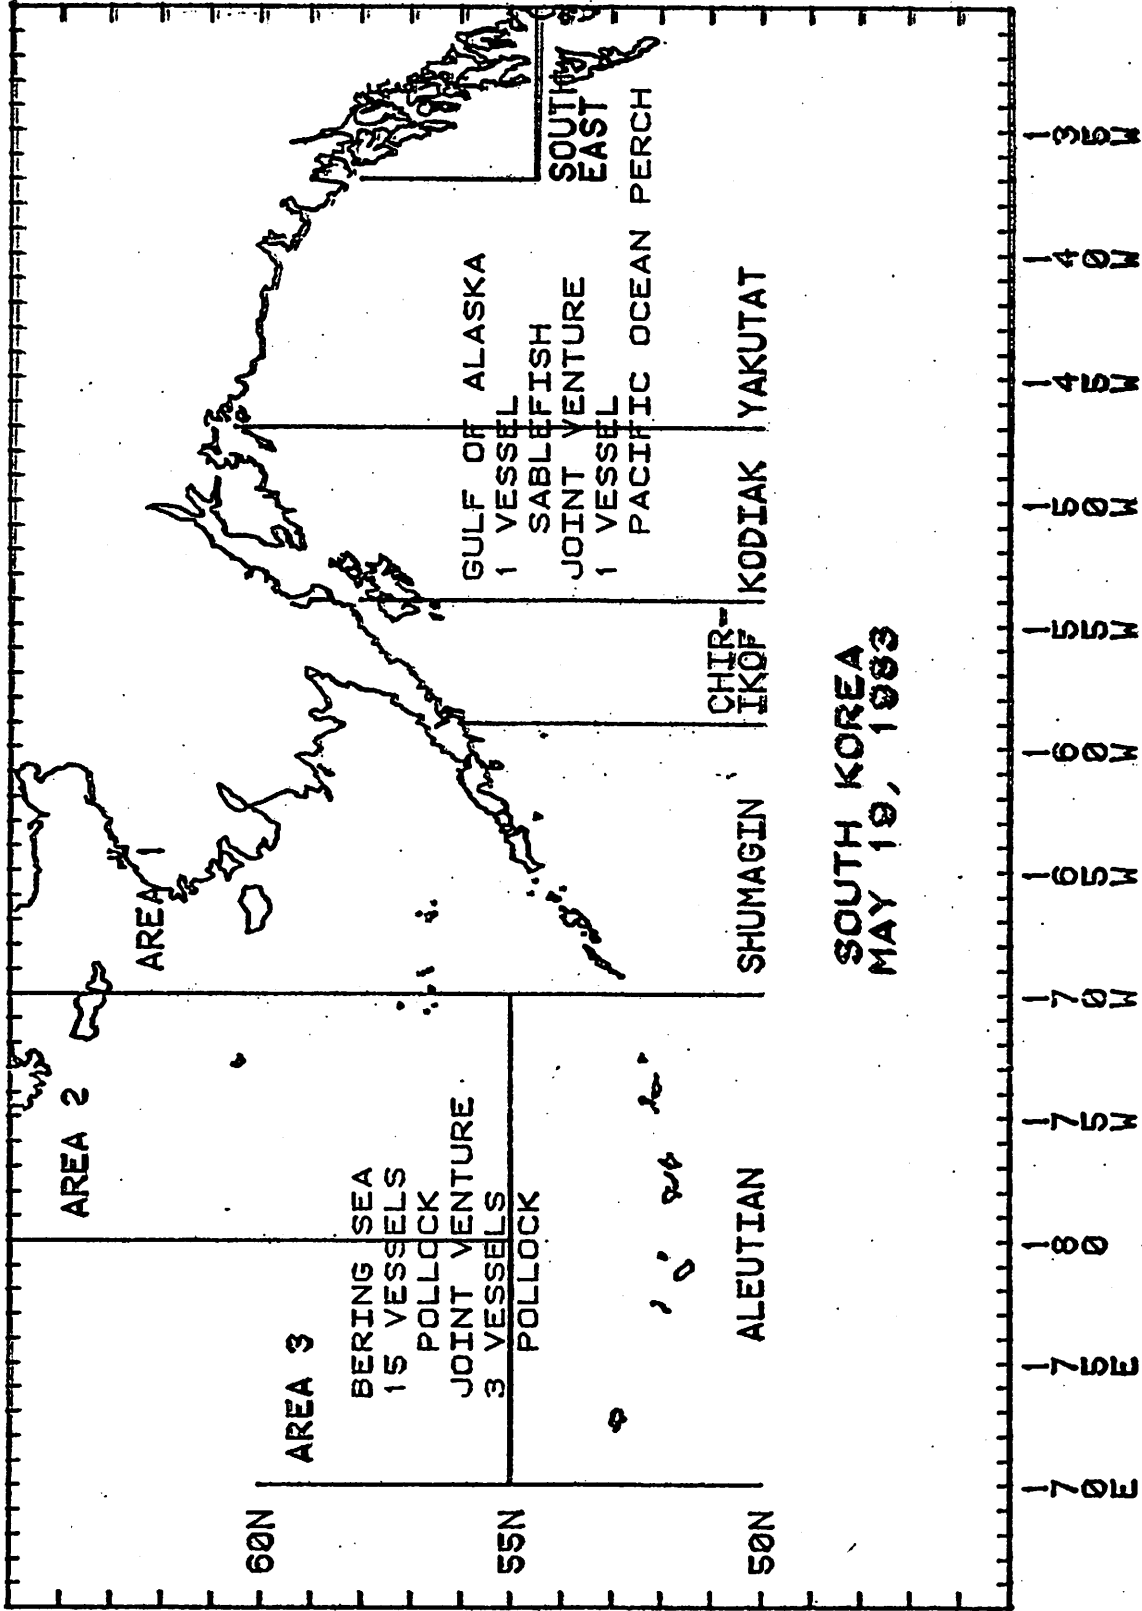 AREA 2
AREA 1
AREA 3
BERING SEA
15 VESSELS
POLLOCK
JOINT VENTURE
3 VESSELS
POLLOCK
GULF OF ALASKA
1 VESSEL
SABLEFISH
JOINT VENTURE
1 VESSEL
PACIFIC OCEAN PERCH
SOUTH
EAST
60N
55N
50N
ALEUTIAN
SHUMAGIN
CHIR-
IKOF
KODIAK
YAKUTAT
SOUTH KOREA
MAY 19, 1983
170E
175E
180
175W
170W
165W
160W
155W
150W
145W
140W
135W